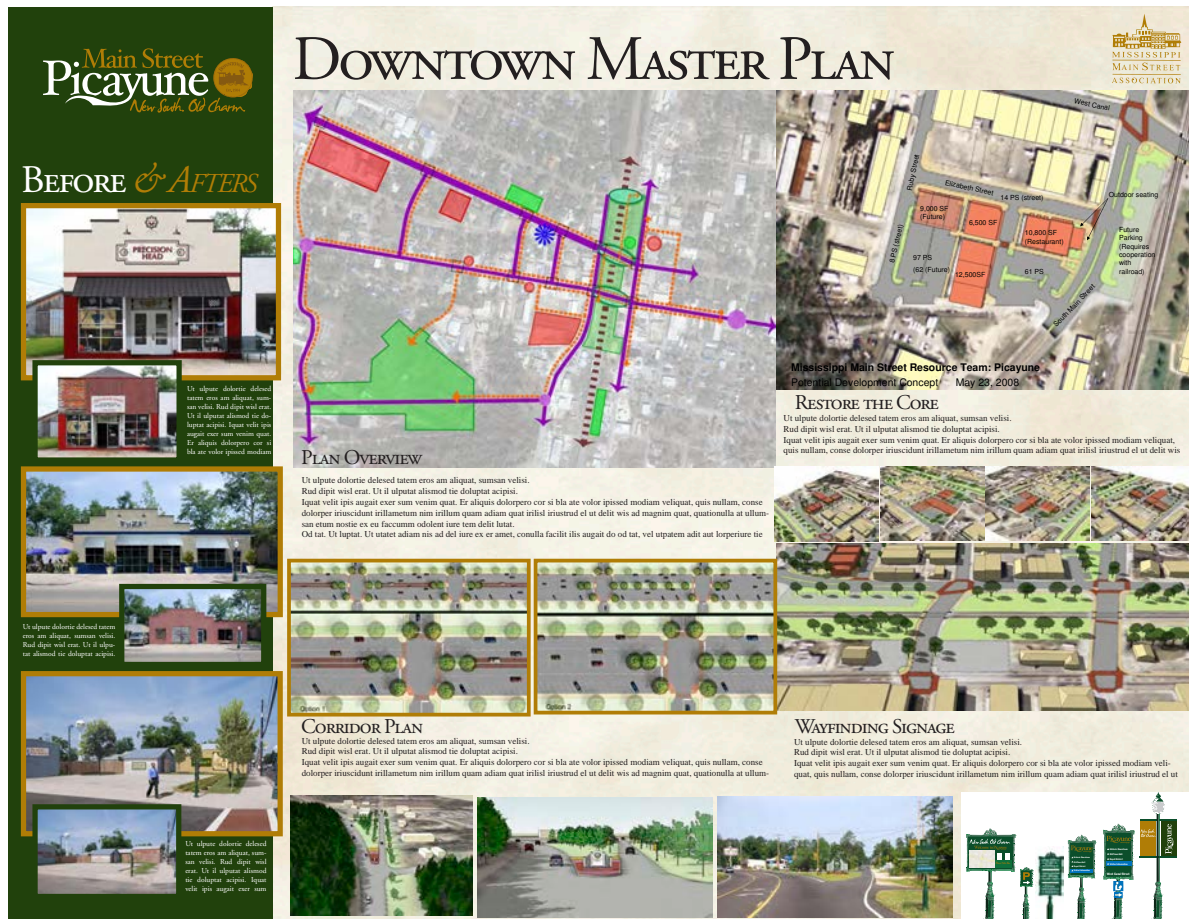 Main Street
Picayune
New South. Old Charm.
BEFORE & AFTERS
PRECISION
HEAD
Ut ulpute dolortie delesed
tatem eros am aliquat, sum-
san velisi. Rud dipit wisl erat.
Ut il ulputat alismod tie do-
luptat acipisi. Iquat velit ipis
augait exer sum venim quat.
Er aliquis dolorpero cor si
bla ate volor ipissed modiam
Ut ulpute dolortie delesed tatem
eros am aliquat, sumsan velisi.
Rud dipit wisl erat. Ut il ulpu-
tat alismod tie doluptat acipisi.
Ut ulpute dolortie delesed
tatem eros am aliquat, sum-
san velisi. Rud dipit wisl
erat. Ut il ulputat alismod
tie doluptat acipisi. Iquat
velit ipis augait exer sum
DOWNTOWN MASTER PLAN
MISSISSIPPI
MAIN STREET
ASSOCIATION
PLAN OVERVIEW
Ut ulpute dolortie delesed tatem eros am aliquat, sumsan velisi.
Rud dipit wisl erat. Ut il ulputat alismod tie doluptat acipisi.
Iquat velit ipis augait exer sum venim quat. Er aliquis dolorpero cor si bla ate volor ipissed modiam veliquat, quis nullam, conse
dolorper iriuscidunt irillametum nim irillum quam adiam quat irilisl iriustrud el ut delit wis ad magnim quat, quationulla at ullum-
san etum nostie ex eu faccumm odolent iure tem delit lutat.
Od tat. Ut luptat. Ut utatet adiam nis ad del iure ex er amet, conulla facilit ilis augait do od tat, vel utpatem adit aut lorperiure tie
West Canal
Ruby Street
Elizabeth Street
14 PS (street)
Outdoor seating
9,000 SF
(Future)
6,500 SF
10,800 SF
(Restaurant)
8 PS (street)
97 PS
(62 (Future)
12,500SF
61 PS
Future
Parking
(Requires
cooperation
with
railroad)
South Main Street
Mississippi Main Street Resource Team: Picayune
Potential Development Concept May 23, 2008
RESTORE THE CORE
Ut ulpute dolortie delesed tatem eros am aliquat, sumsan velisi.
Rud dipit wisl erat. Ut il ulputat alismod tie doluptat acipisi.
Iquat velit ipis augait exer sum venim quat. Er aliquis dolorpero cor si bla ate volor ipissed modiam veliquat,
quis nullam, conse dolorper iriuscidunt irillametum nim irillum quam adiam quat irilisl iriustrud el ut delit wis
Option 1
Option 2
CORRIDOR PLAN
Ut ulpute dolortie delesed tatem eros am aliquat, sumsan velisi.
Rud dipit wisl erat. Ut il ulputat alismod tie doluptat acipisi.
Iquat velit ipis augait exer sum venim quat. Er aliquis dolorpero cor si bla ate volor ipissed modiam veliquat, quis nullam, conse
dolorper iriuscidunt irillametum nim irillum quam adiam quat irilisl iriustrud el ut delit wis ad magnim quat, quationulla at ullum-
WAYFINDING SIGNAGE
Ut ulpute dolortie delesed tatem eros am aliquat, sumsan velisi.
Rud dipit wisl erat. Ut il ulputat alismod tie doluptat acipisi.
Iquat velit ipis augait exer sum venim quat. Er aliquis dolorpero cor si bla ate volor ipissed modiam veli-
quat, quis nullam, conse dolorper iriuscidunt irillametum nim irillum quam adiam quat irilisl iriustrud el ut
New South Old Charm
P
Picayune
Picayune